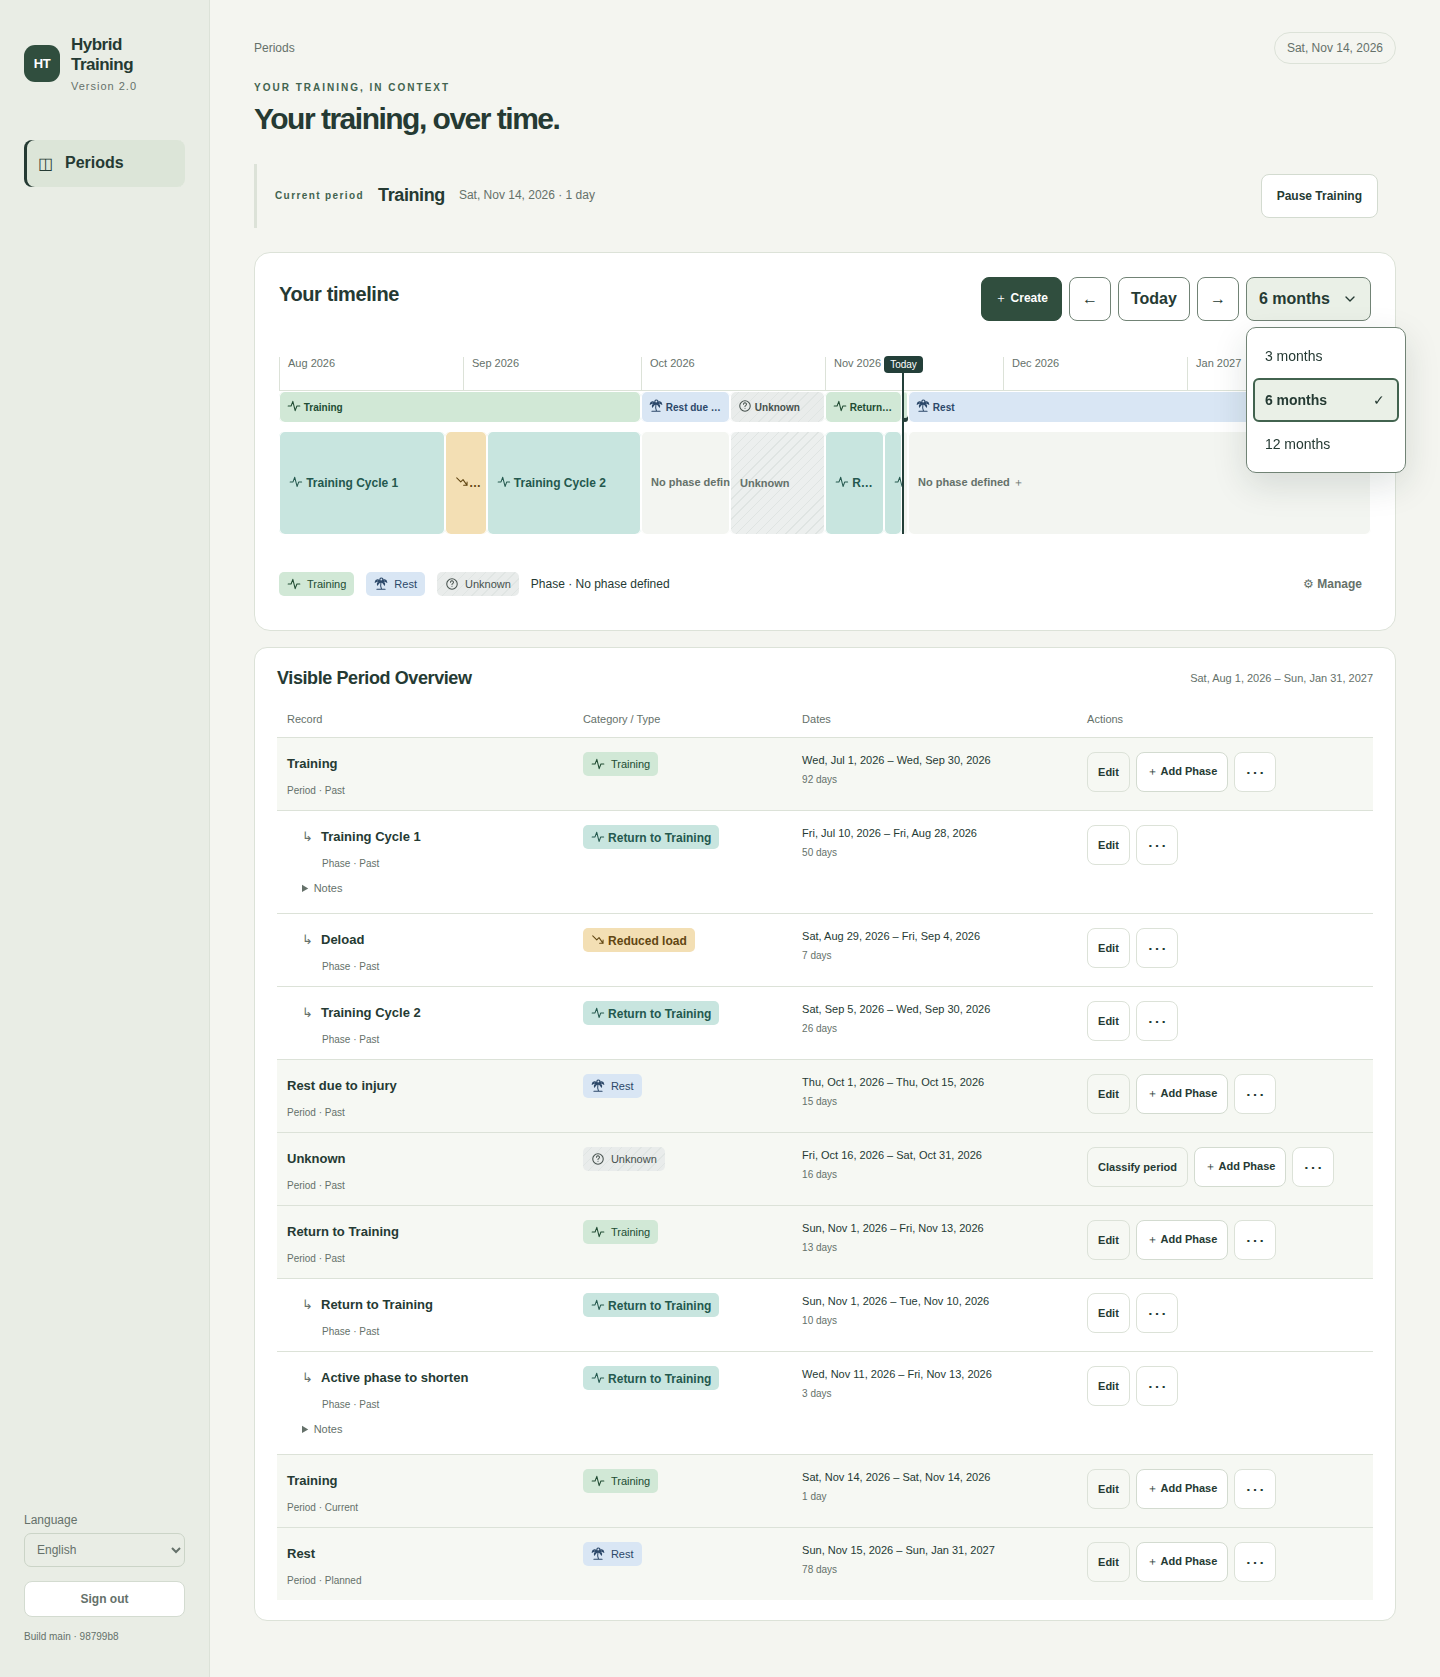 HT
Hybrid
Training
Version 2.0
Periods
Language
English
Sign out
Build main · 98799b8
Periods
Sat, Nov 14, 2026
YOUR TRAINING, IN CONTEXT
Your training, over time.
Current period Training Sat, Nov 14, 2026 · 1 day
Pause Training
Your timeline
+ Create ← Today → 6 months
3 months
6 months ✓
12 months
Aug 2026 Sep 2026 Oct 2026 Nov 2026 Today Dec 2026 Jan 2027
Training Rest due … Unknown Return… Rest
Training Cycle 1 … Training Cycle 2 No phase defin Unknown R… No phase defined +
Training Rest Unknown Phase · No phase defined ⚙ Manage
Visible Period Overview Sat, Aug 1, 2026 – Sun, Jan 31, 2027
Record Category / Type Dates Actions
Training Training Wed, Jul 1, 2026 – Wed, Sep 30, 2026 Edit + Add Phase ···
Period · Past 92 days
↳ Training Cycle 1 Return to Training Fri, Jul 10, 2026 – Fri, Aug 28, 2026 Edit ···
Phase · Past 50 days
▶ Notes
↳ Deload Reduced load Sat, Aug 29, 2026 – Fri, Sep 4, 2026 Edit ···
Phase · Past 7 days
↳ Training Cycle 2 Return to Training Sat, Sep 5, 2026 – Wed, Sep 30, 2026 Edit ···
Phase · Past 26 days
Rest due to injury Rest Thu, Oct 1, 2026 – Thu, Oct 15, 2026 Edit + Add Phase ···
Period · Past 15 days
Unknown Unknown Fri, Oct 16, 2026 – Sat, Oct 31, 2026 Classify period + Add Phase ···
Period · Past 16 days
Return to Training Training Sun, Nov 1, 2026 – Fri, Nov 13, 2026 Edit + Add Phase ···
Period · Past 13 days
↳ Return to Training Return to Training Sun, Nov 1, 2026 – Tue, Nov 10, 2026 Edit ···
Phase · Past 10 days
↳ Active phase to shorten Return to Training Wed, Nov 11, 2026 – Fri, Nov 13, 2026 Edit ···
Phase · Past 3 days
▶ Notes
Training Training Sat, Nov 14, 2026 – Sat, Nov 14, 2026 Edit + Add Phase ···
Period · Current 1 day
Rest Rest Sun, Nov 15, 2026 – Sun, Jan 31, 2027 Edit + Add Phase ···
Period · Planned 78 days